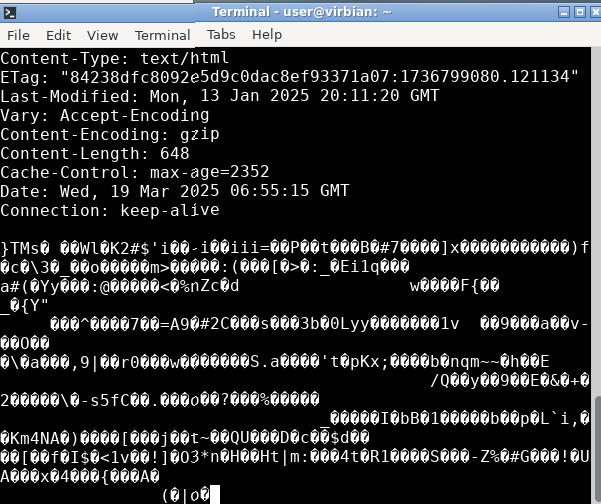 Terminal - user@virbian: ~
File Edit View Terminal Tabs Help
Content-Type: text/html
ETag: "84238dfc8092e5d9c0dac8ef93371a07:1736799080.121134"
Last-Modified: Mon, 13 Jan 2025 20:11:20 GMT
Vary: Accept-Encoding
Content-Encoding: gzip
Content-Length: 648
Cache-Control: max-age=2352
Date: Wed, 19 Mar 2025 06:55:15 GMT
Connection: keep-alive
}TMs� ��Wl�K2#$'i��-i��iii=��P��t���B�#7����]x�����������)f
�c�\3�_��o�����m>�����:(���[�>�:_�Ei1q���
a#(�Yy���:@�����<�%nZc�d w����F{��
_�{Y"
���^����7��=A9�#2C���s���3b�0Lyy�������1v ��9���a��v-
��O��
�\�a���,9|��r0���w�������S.a����'t�pKx;����b�nqm~~�h��E
/Q��y��9��E�&�+�
2�����\�-s5fC��.���o��?���%�����
_�����I�bB�1�����b��p�L`i,�
�Km4NA�)����[���j��t~��QU���D�c��$d��
��[��f�I$�<1v��!]�O3*n�H��Ht|m:���4t�R1����S���-Z%�#G���!�U
A���x�4���{���A�
(�|o�